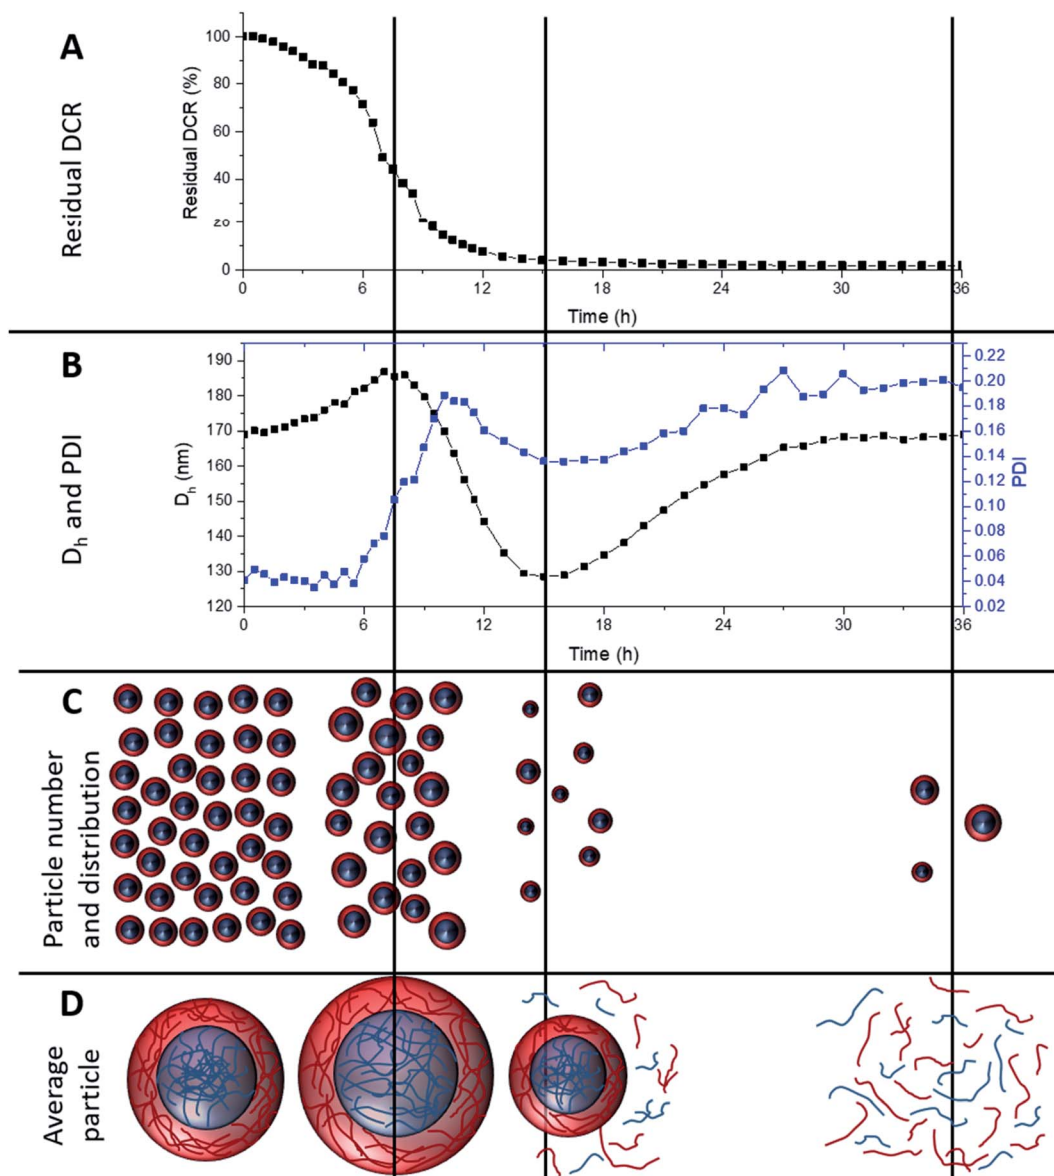 A
Residual DCR
Residual DCR (%)
100
80
60
40
20
0
0 6 12 18 24 30 36
Time (h)
B
Dh and PDI
Dh (nm)
190
180
170
160
150
140
130
120
0.22
0.20
0.18
0.16
0.14
0.12
0.10
0.08
0.06
0.04
0.02
PDI
0 6 12 18 24 30 36
Time (h)
C
Particle number
and distribution
D
Average
particle